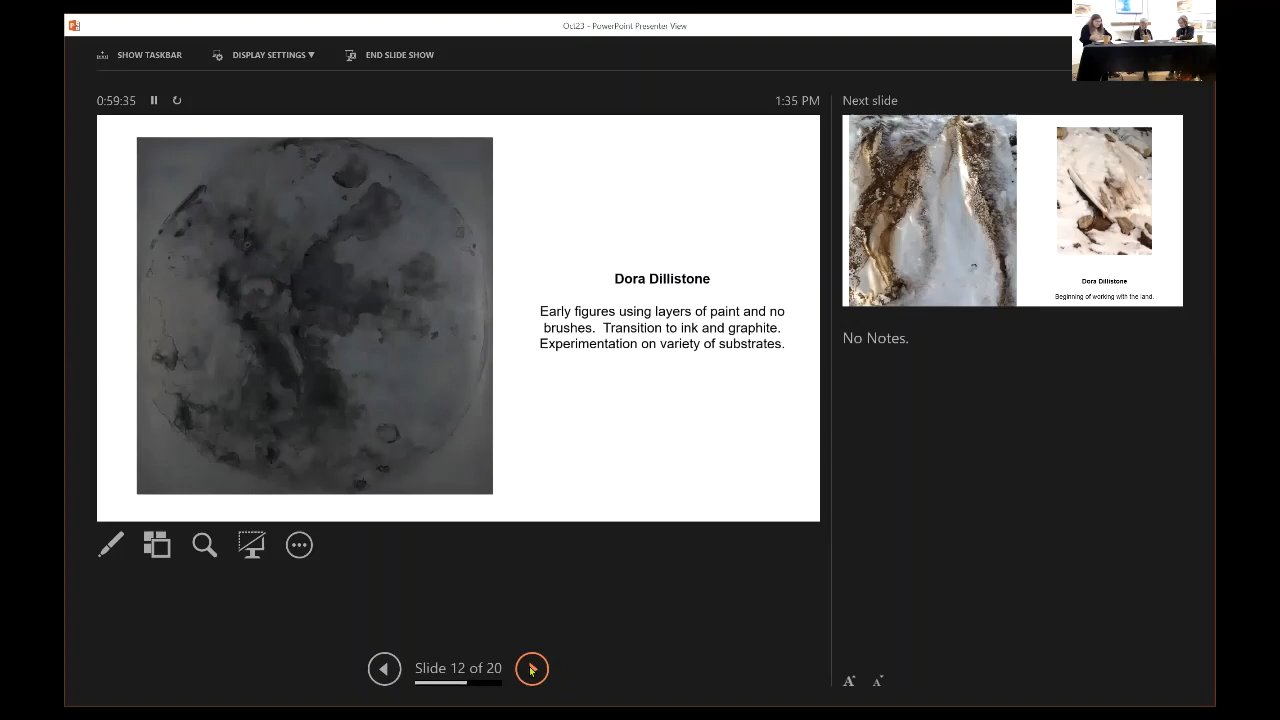 Oct23 - PowerPoint Presenter View
SHOW TASKBAR
DISPLAY SETTINGS ▼
END SLIDE SHOW
0:59:35
1:35 PM
Next slide
Dora Dillistone
Early figures using layers of paint and no
brushes. Transition to ink and graphite.
Experimentation on variety of substrates.
Dora Dillistone
Beginning of working with the land.
No Notes.
Slide 12 of 20
A
A